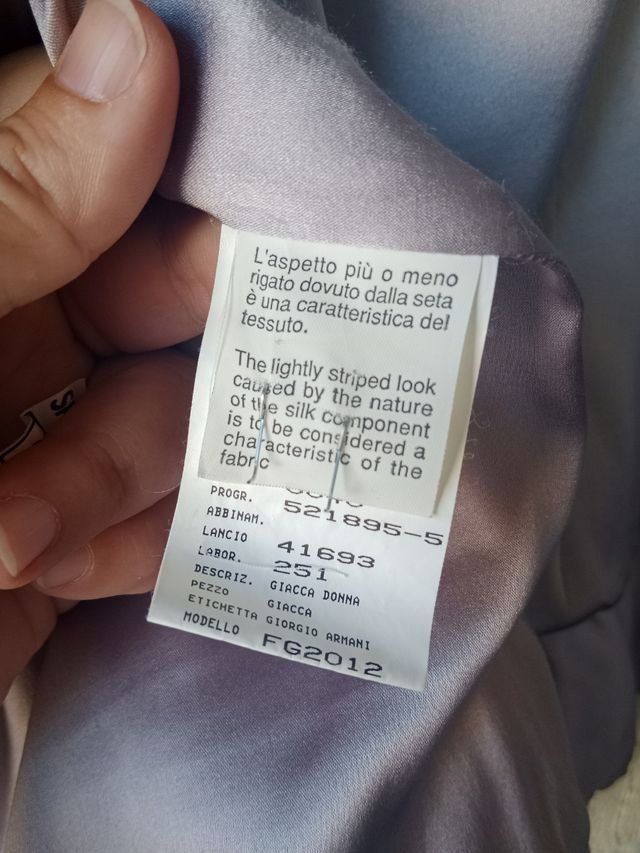 L'aspetto più o meno
rigato dovuto dalla seta
è una caratteristica del
tessuto.
The lightly striped look
caused by the nature
of the silk component
is to be considered a
characteristic of the
fabric
PROGR.
ABBINAM. 521895-5
LANCIO 41693
LABOR. 251
DESCRIZ. GIACCA DONNA
PEZZO GIACCA
ETICHETTA GIORGIO ARMANI
MODELLO FG2012